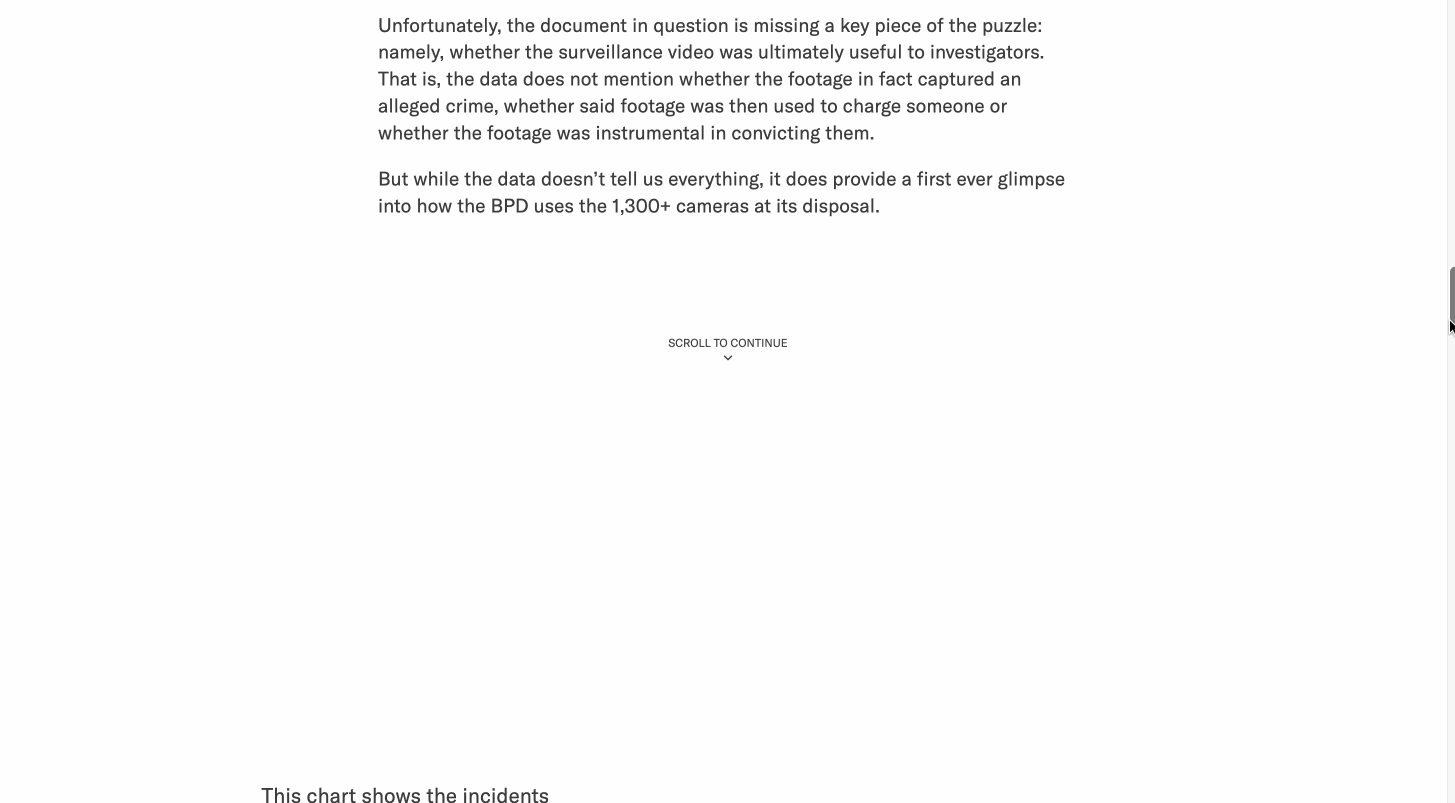 Unfortunately, the document in question is missing a key piece of the puzzle:
namely, whether the surveillance video was ultimately useful to investigators.
That is, the data does not mention whether the footage in fact captured an
alleged crime, whether said footage was then used to charge someone or
whether the footage was instrumental in convicting them.
But while the data doesn’t tell us everything, it does provide a first ever glimpse
into how the BPD uses the 1,300+ cameras at its disposal.
SCROLL TO CONTINUE
This chart shows the incidents